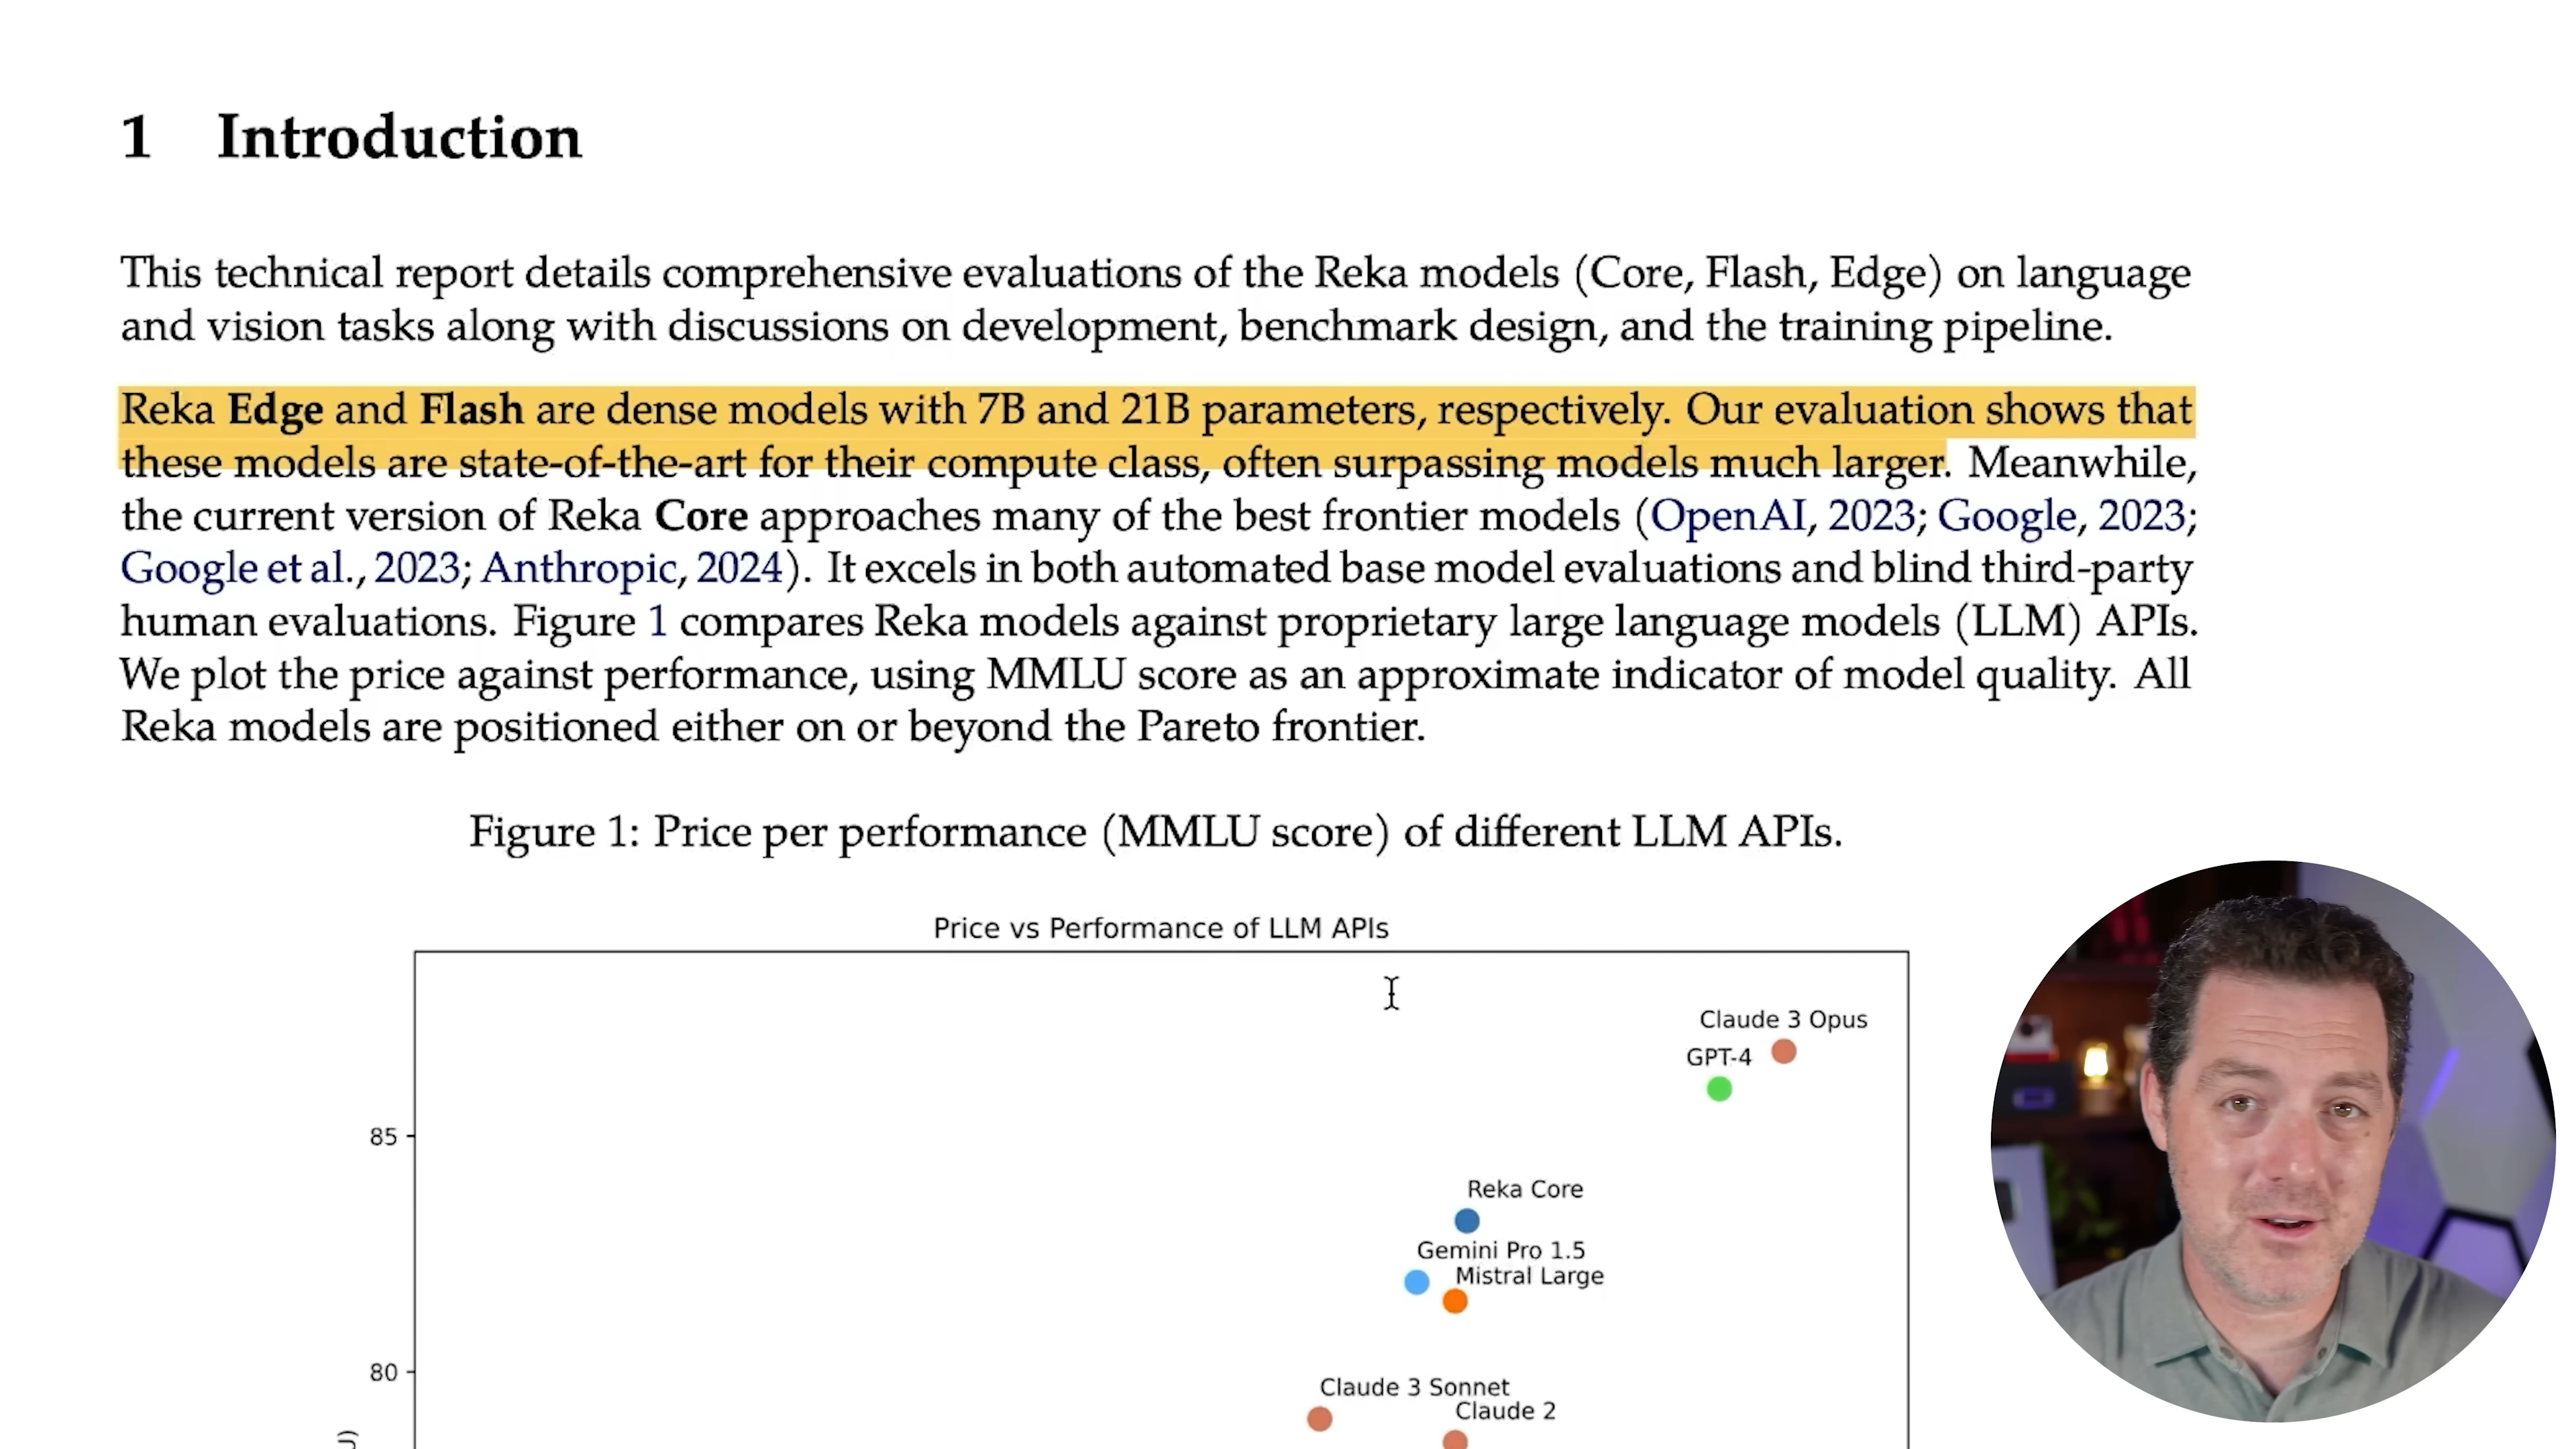 1 Introduction
This technical report details comprehensive evaluations of the Reka models (Core, Flash, Edge) on language
and vision tasks along with discussions on development, benchmark design, and the training pipeline.
Reka Edge and Flash are dense models with 7B and 21B parameters, respectively. Our evaluation shows that
these models are state-of-the-art for their compute class, often surpassing models much larger. Meanwhile,
the current version of Reka Core approaches many of the best frontier models (OpenAI, 2023; Google, 2023;
Google et al., 2023; Anthropic, 2024). It excels in both automated base model evaluations and blind third-party
human evaluations. Figure 1 compares Reka models against proprietary large language models (LLM) APIs.
We plot the price against performance, using MMLU score as an approximate indicator of model quality. All
Reka models are positioned either on or beyond the Pareto frontier.
Figure 1: Price per performance (MMLU score) of different LLM APIs.
Price vs Performance of LLM APIs
Claude 3 Opus
GPT-4
85
Reka Core
Gemini Pro 1.5
Mistral Large
80
Claude 3 Sonnet
Claude 2